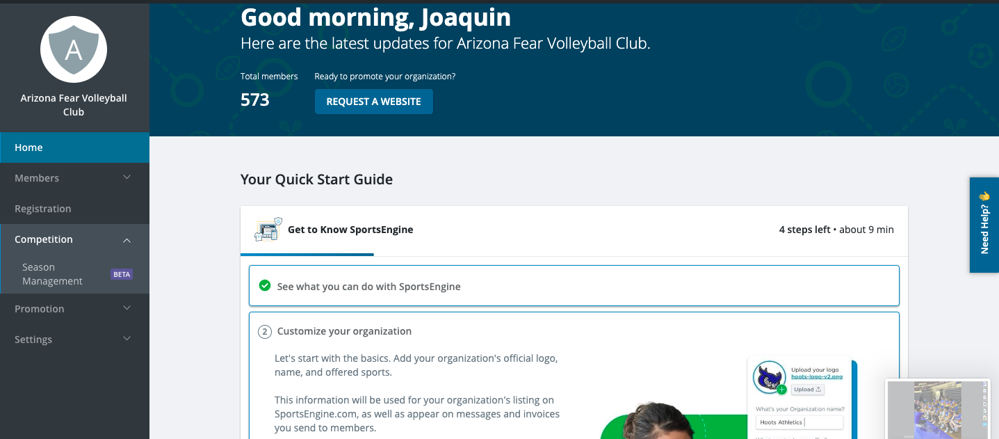 A
Arizona Fear Volleyball
Club
Home
Members
Registration
Competition
Season
Management
BETA
Promotion
Settings
Good morning, Joaquin
Here are the latest updates for Arizona Fear Volleyball Club.
Total members
573
Ready to promote your organization?
REQUEST A WEBSITE
Your Quick Start Guide
Get to Know SportsEngine
4 steps left • about 9 min
See what you can do with SportsEngine
2
Customize your organization
Let's start with the basics. Add your organization's official logo,
name, and offered sports.
This information will be used for your organization's listing on
SportsEngine.com, as well as appear on messages and invoices
you send to members.
Upload your logo
hoots-logo-v2.png
Upload
What's your Organization name?
Hoots Athletics
Need Help? 👋